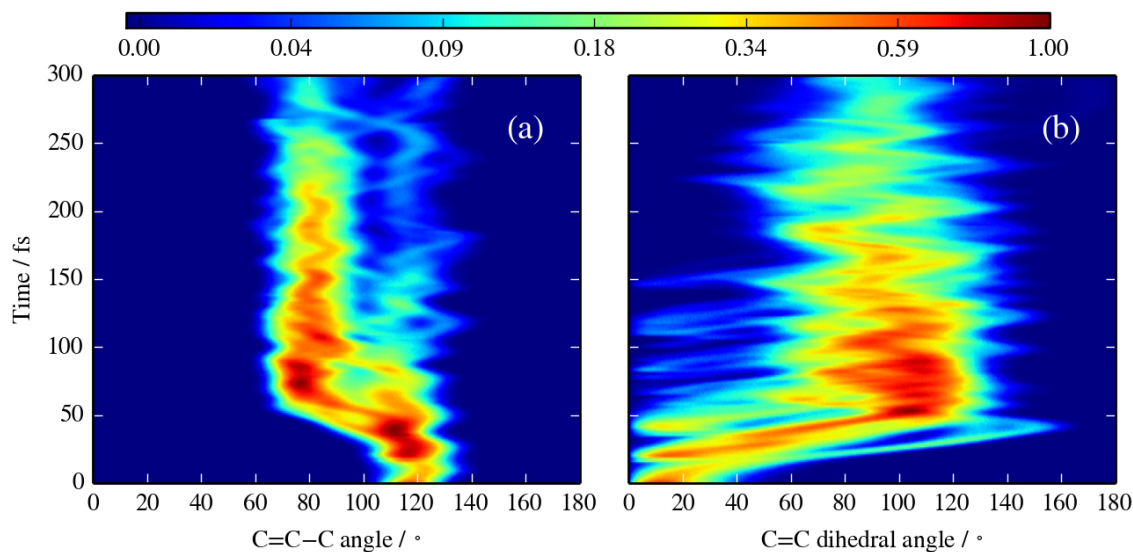 0.00 0.04 0.09 0.18 0.34 0.59 1.00
300
250
200
150
100
50
0
Time / fs
(a)
0 20 40 60 80 100 120 140 160 180
C=C−C angle / °
(b)
0 20 40 60 80 100 120 140 160 180
C=C dihedral angle / °